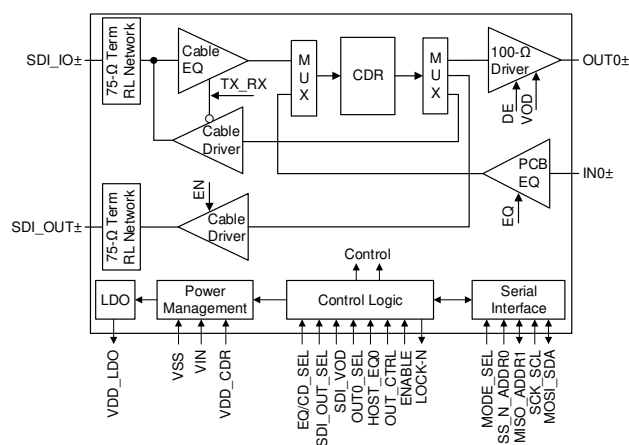 SDI_IO±
75-Ω Term
RL Network
Cable
EQ
TX_RX
Cable
Driver
MUX
CDR
MUX
100-Ω
Driver
OUT0±
DE
VOD
PCB
EQ
IN0±
EQ
SDI_OUT±
75-Ω Term
RL Network
EN
Cable
Driver
Control
LDO
Power
Management
Control Logic
Serial
Interface
VDD_LDO
VSS
VIN
VDD_CDR
EQ/CD_SEL
SDI_OUT_SEL
SDI_VOD
OUT0_SEL
HOST_EQ0
OUT_CTRL
ENABLE
LOCK-N
MODE_SEL
SS_N_ADDR0
MISO_ADDR1
SCK_SCL
MOSI_SDA